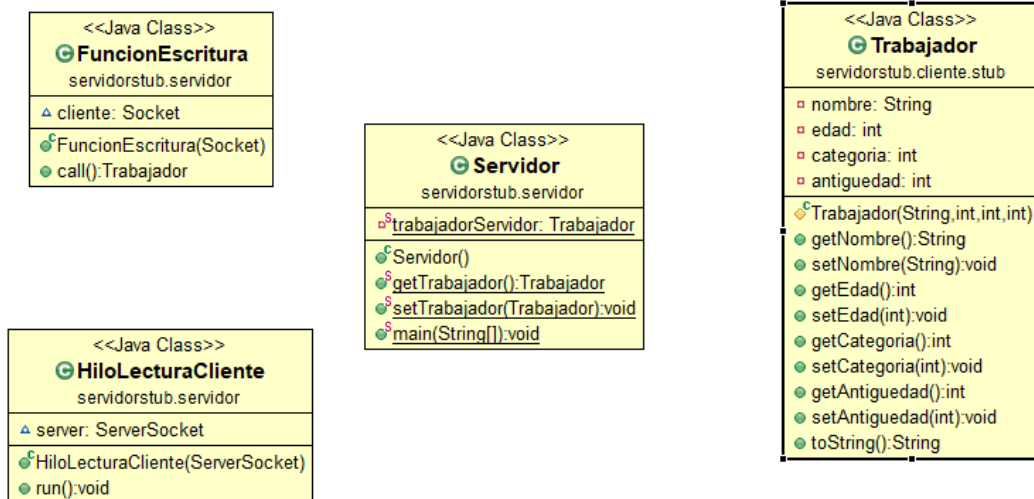 <<Java Class>>
FuncionEscritura
servidorstub.servidor
cliente: Socket
FuncionEscritura(Socket)
call():Trabajador
<<Java Class>>
Servidor
servidorstub.servidor
trabajadorServidor: Trabajador
Servidor()
getTrabajador():Trabajador
setTrabajador(Trabajador):void
main(String[]):void
<<Java Class>>
HiloLecturaCliente
servidorstub.servidor
server: ServerSocket
HiloLecturaCliente(ServerSocket)
run():void
<<Java Class>>
Trabajador
servidorstub.cliente.stub
nombre: String
edad: int
categoria: int
antiguedad: int
Trabajador(String,int,int,int)
getNombre():String
setNombre(String):void
getEdad():int
setEdad(int):void
getCategoria():int
setCategoria(int):void
getAntiguedad():int
setAntiguedad(int):void
toString():String